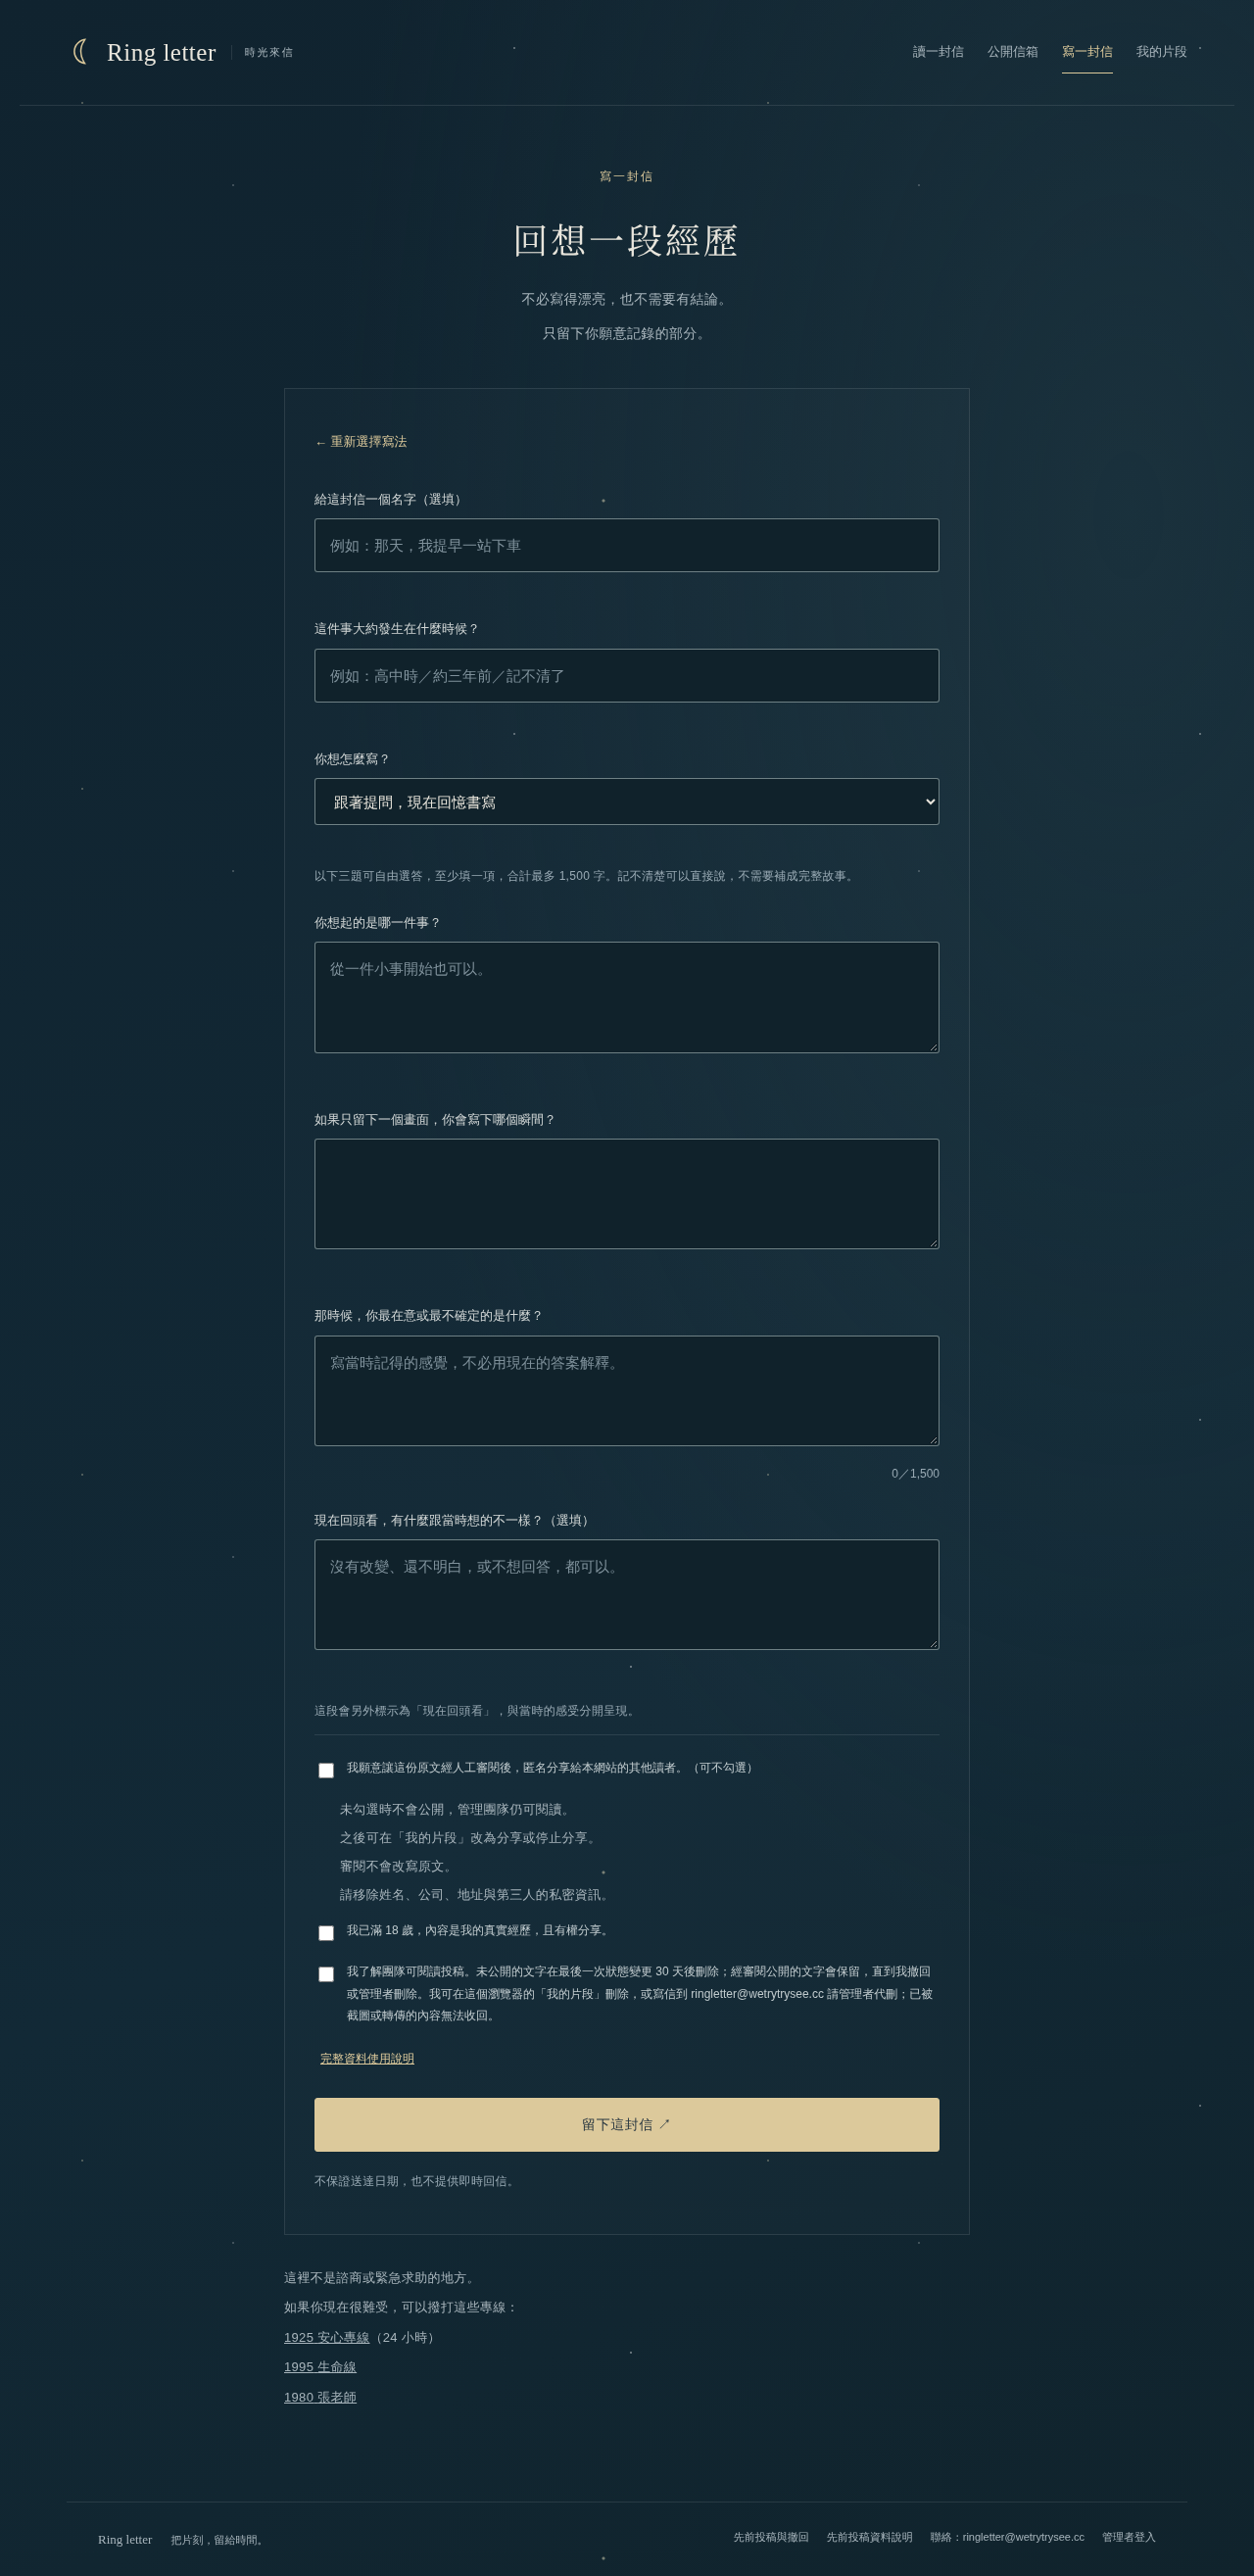 Ring letter 時光來信
讀一封信 公開信箱 寫一封信 我的片段
寫一封信
回想一段經歷
不必寫得漂亮，也不需要有結論。
只留下你願意記錄的部分。
← 重新選擇寫法
給這封信一個名字（選填）
例如：那天，我提早一站下車
這件事大約發生在什麼時候？
例如：高中時／約三年前／記不清了
你想怎麼寫？
跟著提問，現在回憶書寫
以下三題可自由選答，至少填一項，合計最多 1,500 字。記不清楚可以直接說，不需要補成完整故事。
你想起的是哪一件事？
從一件小事開始也可以。
如果只留下一個畫面，你會寫下哪個瞬間？
那時候，你最在意或最不確定的是什麼？
寫當時記得的感覺，不必用現在的答案解釋。
0／1,500
現在回頭看，有什麼跟當時想的不一樣？（選填）
沒有改變、還不明白，或不想回答，都可以。
這段會另外標示為「現在回頭看」，與當時的感受分開呈現。
我願意讓這份原文經人工審閱後，匿名分享給本網站的其他讀者。（可不勾選）
未勾選時不會公開，管理團隊仍可閱讀。
之後可在「我的片段」改為分享或停止分享。
審閱不會改寫原文。
請移除姓名、公司、地址與第三人的私密資訊。
我已滿 18 歲，內容是我的真實經歷，且有權分享。
我了解團隊可閱讀投稿。未公開的文字在最後一次狀態變更 30 天後刪除；經審閱公開的文字會保留，直到我撤回
或管理者刪除。我可在這個瀏覽器的「我的片段」刪除，或寫信到 ringletter@wetrytrysee.cc 請管理者代刪；已被
截圖或轉傳的內容無法收回。
完整資料使用說明
留下這封信 ↗
不保證送達日期，也不提供即時回信。
這裡不是諮商或緊急求助的地方。
如果你現在很難受，可以撥打這些專線：
1925 安心專線（24 小時）
1995 生命線
1980 張老師
Ring letter 把片刻，留給時間。
先前投稿與撤回 先前投稿資料說明 聯絡：ringletter@wetrytrysee.cc 管理者登入